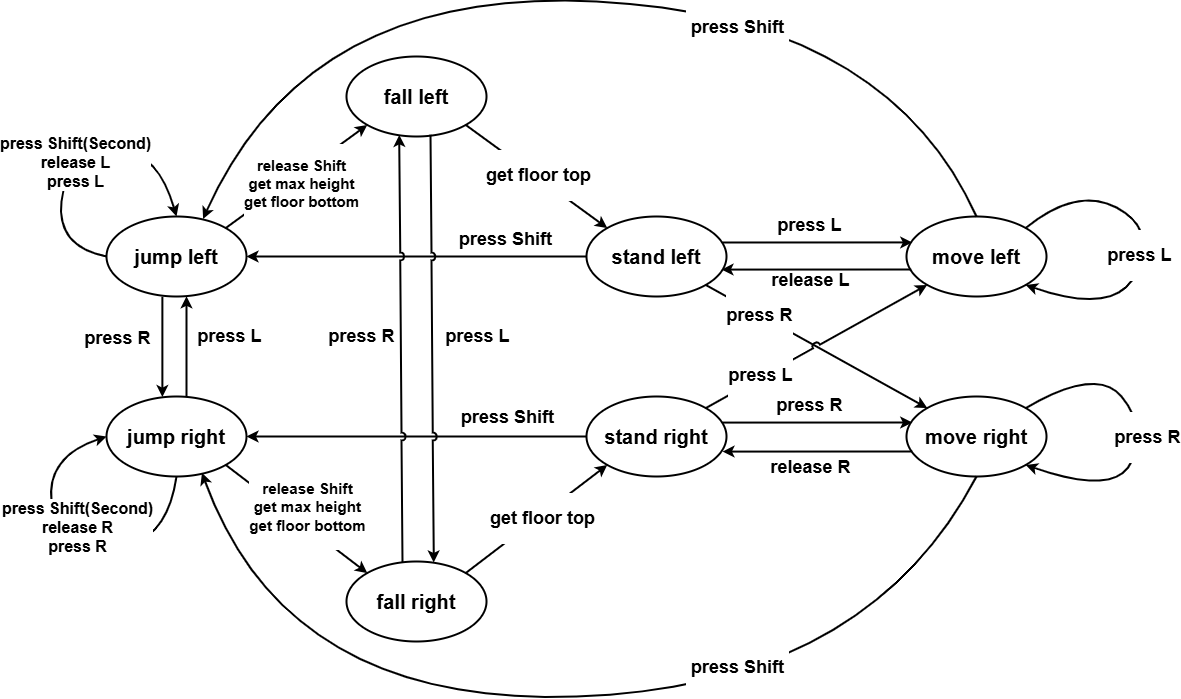 press Shift
fall left
press Shift(Second)
release L
press L
release Shift
get max height
get floor bottom
get floor top
press L
press Shift
jump left
stand left
move left
press L
release L
press R
press R
press L
press R
press L
press L
press R
press Shift
jump right
stand right
move right
press R
release R
release Shift
get max height
get floor bottom
press Shift(Second)
release R
press R
get floor top
fall right
press Shift